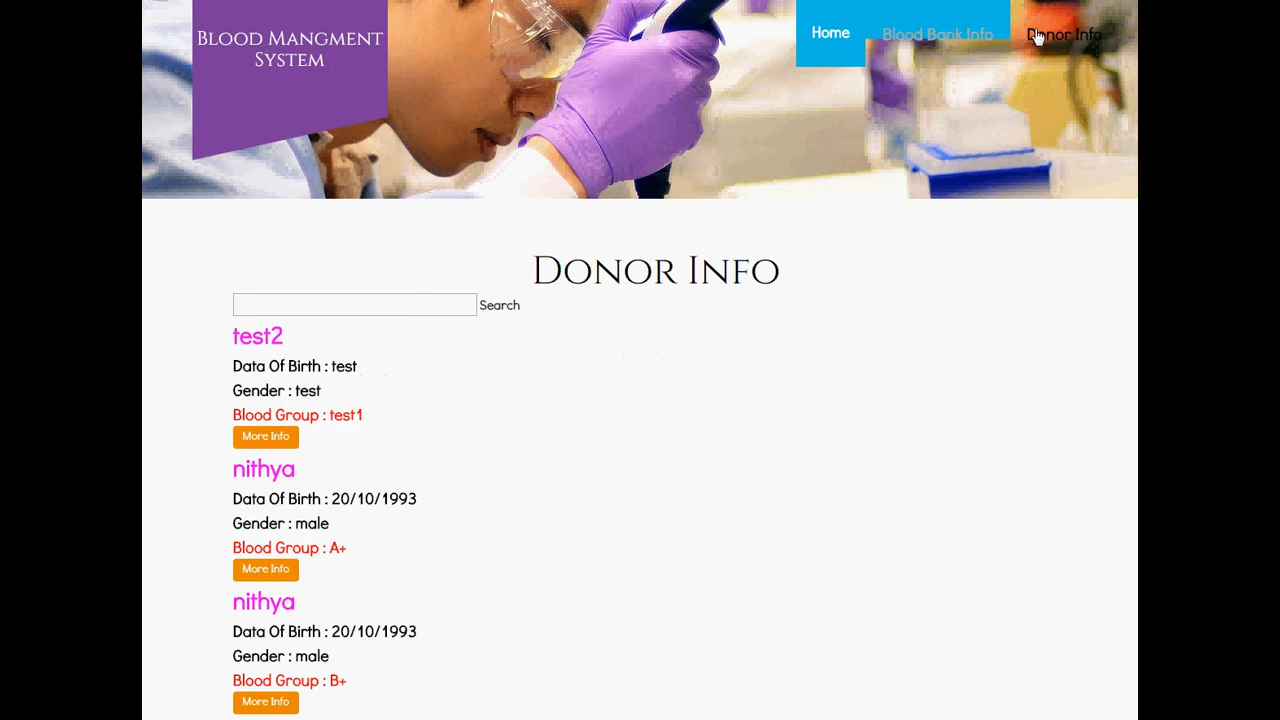 Blood Mangment
System
Home
Blood Bank Info
Donor Info
Donor Info
Search
test2
Data Of Birth : test
Gender : test
Blood Group : test1
More Info
nithya
Data Of Birth : 20/10/1993
Gender : male
Blood Group : A+
More Info
nithya
Data Of Birth : 20/10/1993
Gender : male
Blood Group : B+
More Info